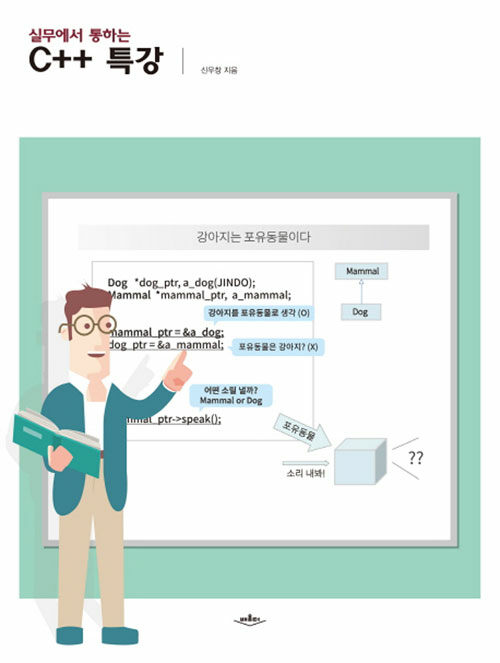 실무에서 통하는
C++ 특강
신우창 지음
강아지는 포유동물이다
Dog *dog_ptr, a_dog(JINDO);
Mammal *mammal_ptr, a_mammal;
강아지를 포유동물로 생각 (O)
mammal_ptr = &a_dog;
dog_ptr = &a_mammal;
포유동물은 강아지? (X)
어떤 소릴 낼까?
Mammal or Dog
mal_ptr->speak();
Mammal
Dog
포유동물
소리 내봐!
??